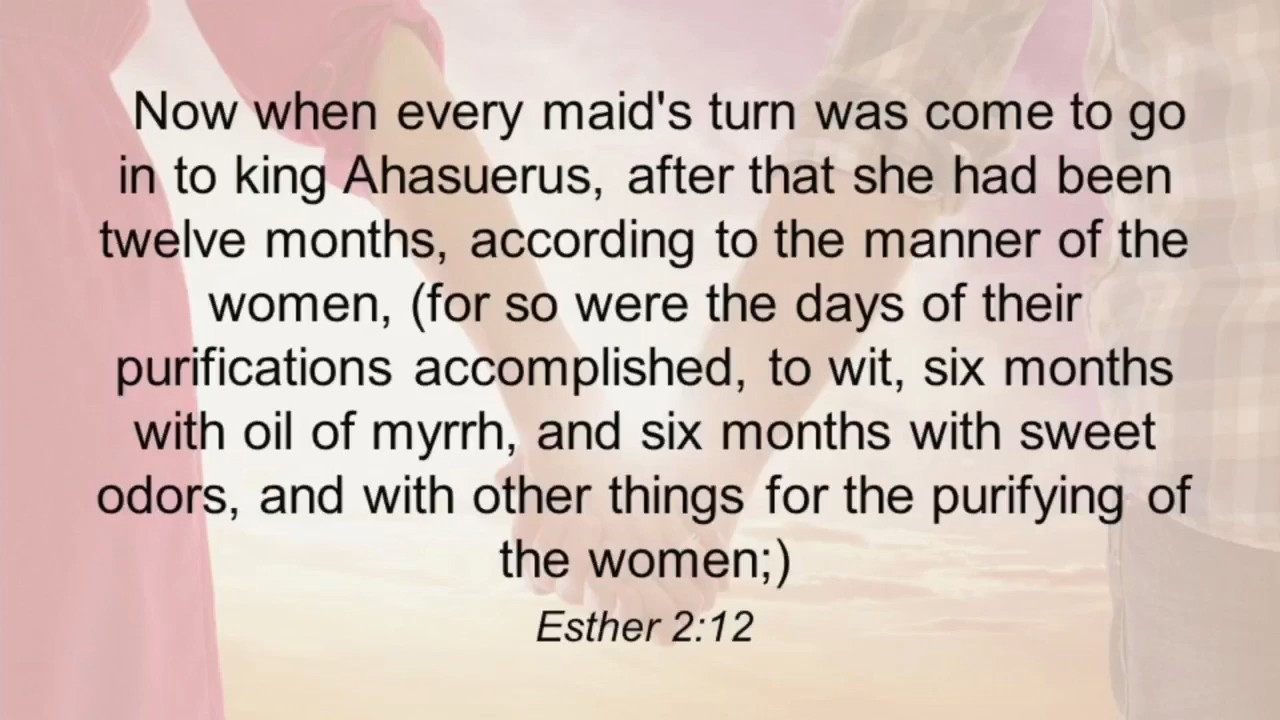 Now when every maid's turn was come to go
in to king Ahasuerus, after that she had been
twelve months, according to the manner of the
women, (for so were the days of their
purifications accomplished, to wit, six months
with oil of myrrh, and six months with sweet
odors, and with other things for the purifying of
the women;)
Esther 2:12